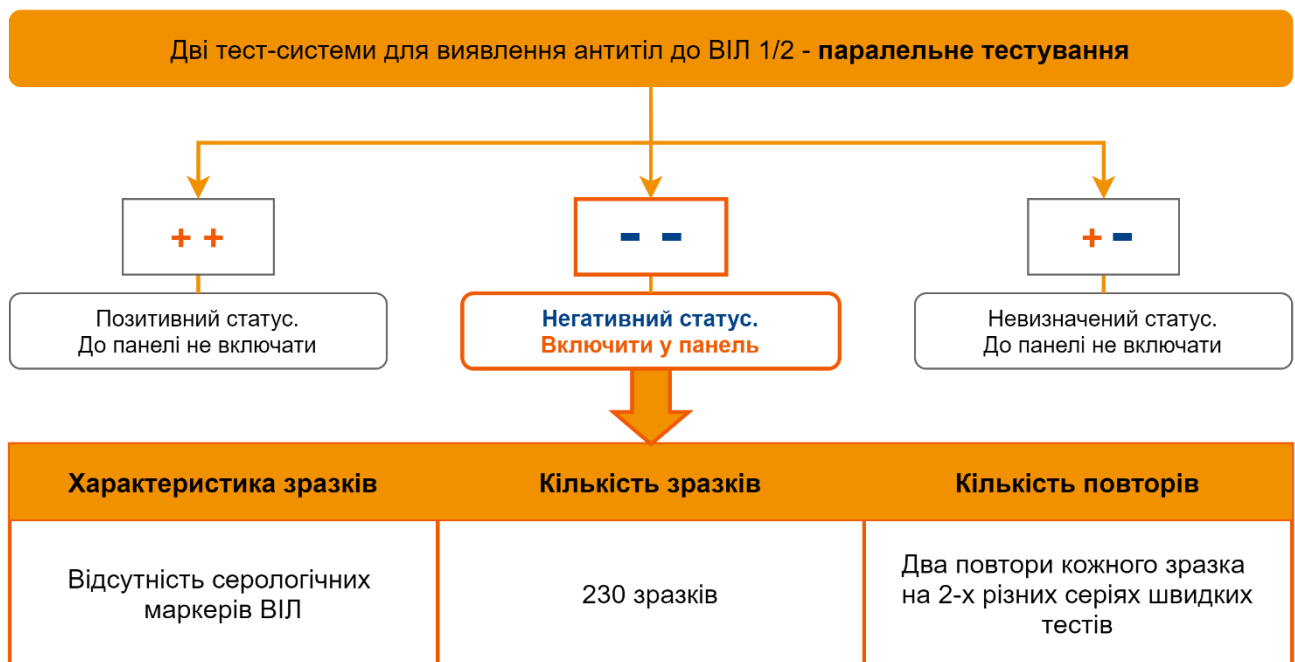 Дві тест-системи для виявлення антитіл до ВІЛ 1/2 - паралельне тестування
+ +
- -
+ -
Позитивний статус.
До панелі не включати
Негативний статус.
Включити у панель
Невизначений статус.
До панелі не включати
Характеристика зразків
Кількість зразків
Кількість повторів
Відсутність серологічних
маркерів ВІЛ
230 зразків
Два повтори кожного зразка
на 2-х різних серіях швидких
тестів